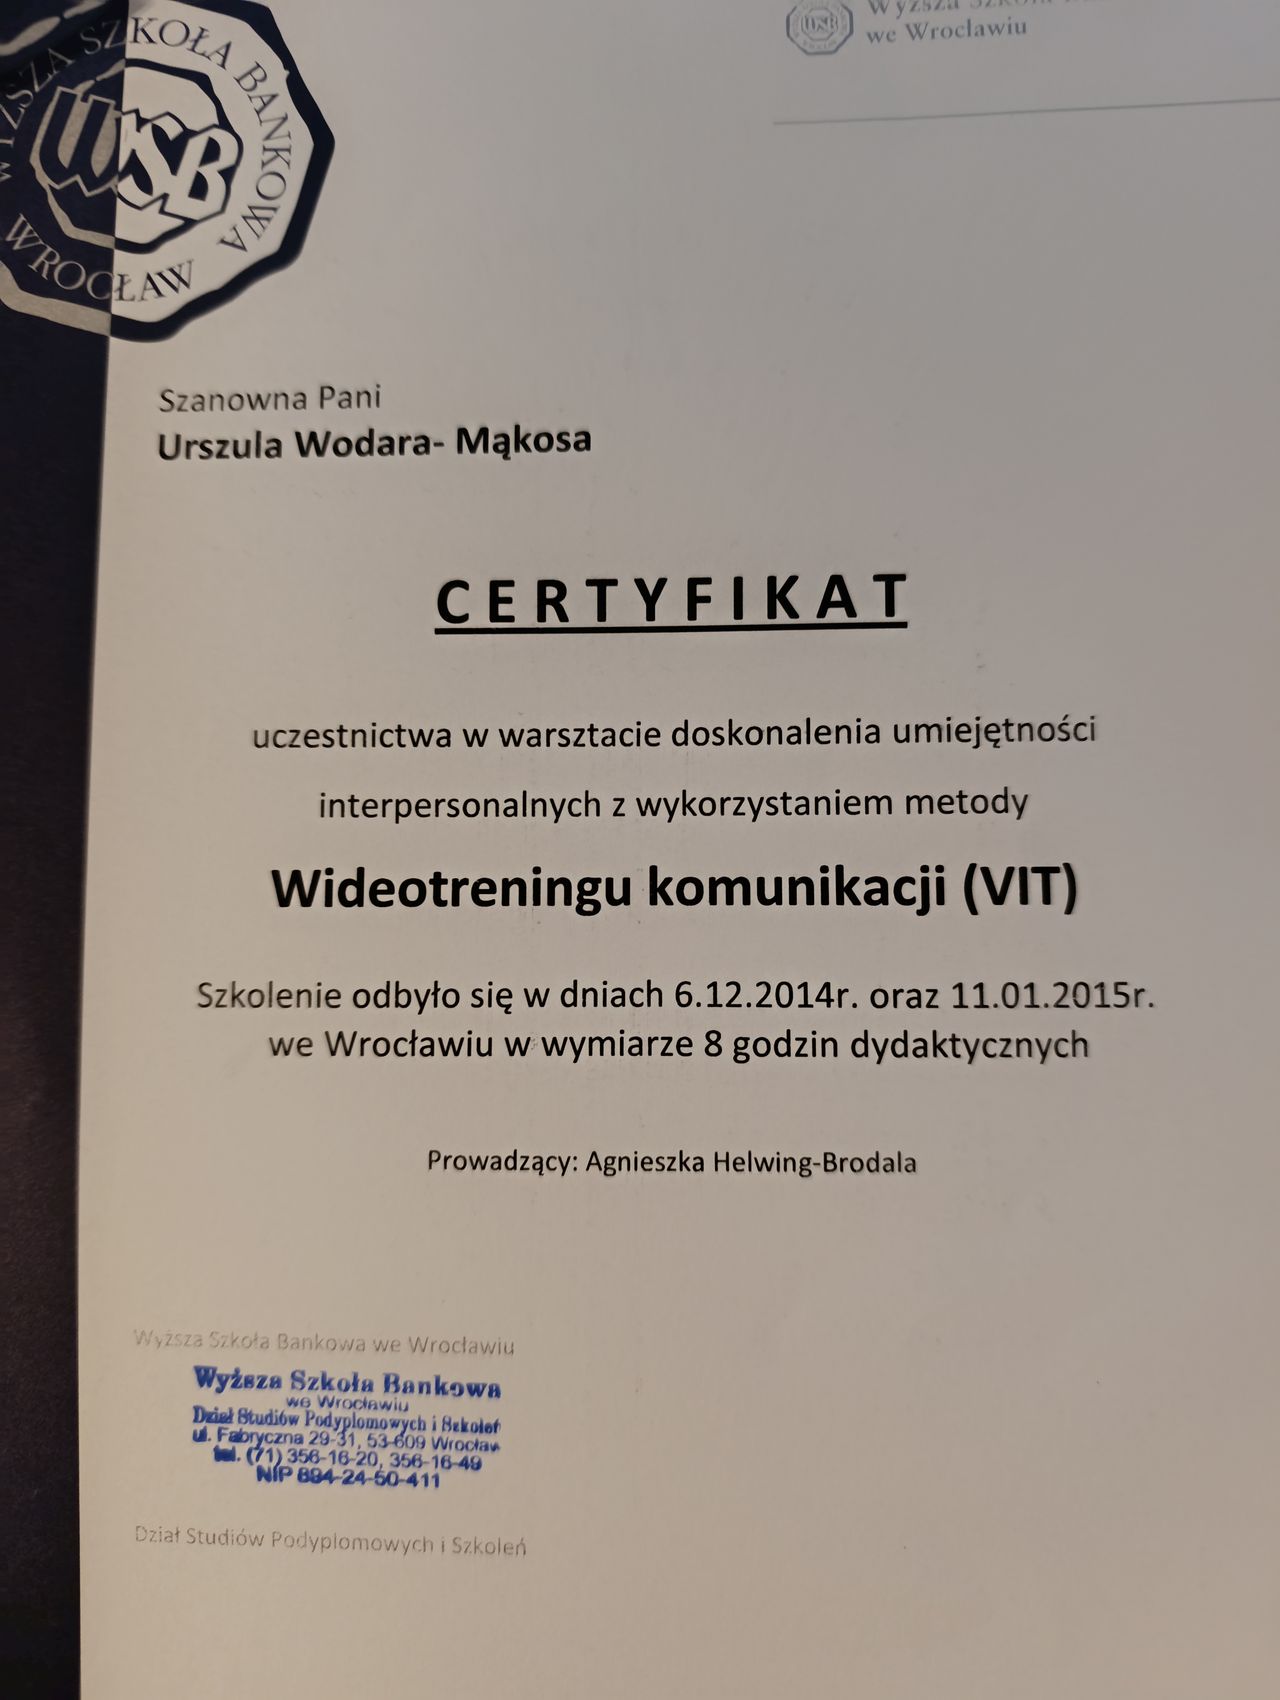 WYŻSZA SZKOŁA BANKOWA
WSB
WROCŁAW
Wyższa
we Wrocławiu
Szanowna Pani
Urszula Wodara- Mąkosa
CERTYFIKAT
uczestnictwa w warsztacie doskonalenia umiejętności
interpersonalnych z wykorzystaniem metody
Wideotreningu komunikacji (VIT)
Szkolenie odbyło się w dniach 6.12.2014r. oraz 11.01.2015r.
we Wrocławiu w wymiarze 8 godzin dydaktycznych
Prowadzący: Agnieszka Helwing-Brodala
Wyższa Szkoła Bankowa we Wrocławiu
Wyższa Szkoła Bankowa
we Wrocławiu
Dział Studiów Podyplomowych i Szkoleń
ul. Fabryczna 29-31, 53-609 Wrocław
tel. (71) 356-16-20, 356-16-49
NIP 894-24-50-411
Dział Studiów Podyplomowych i Szkoleń